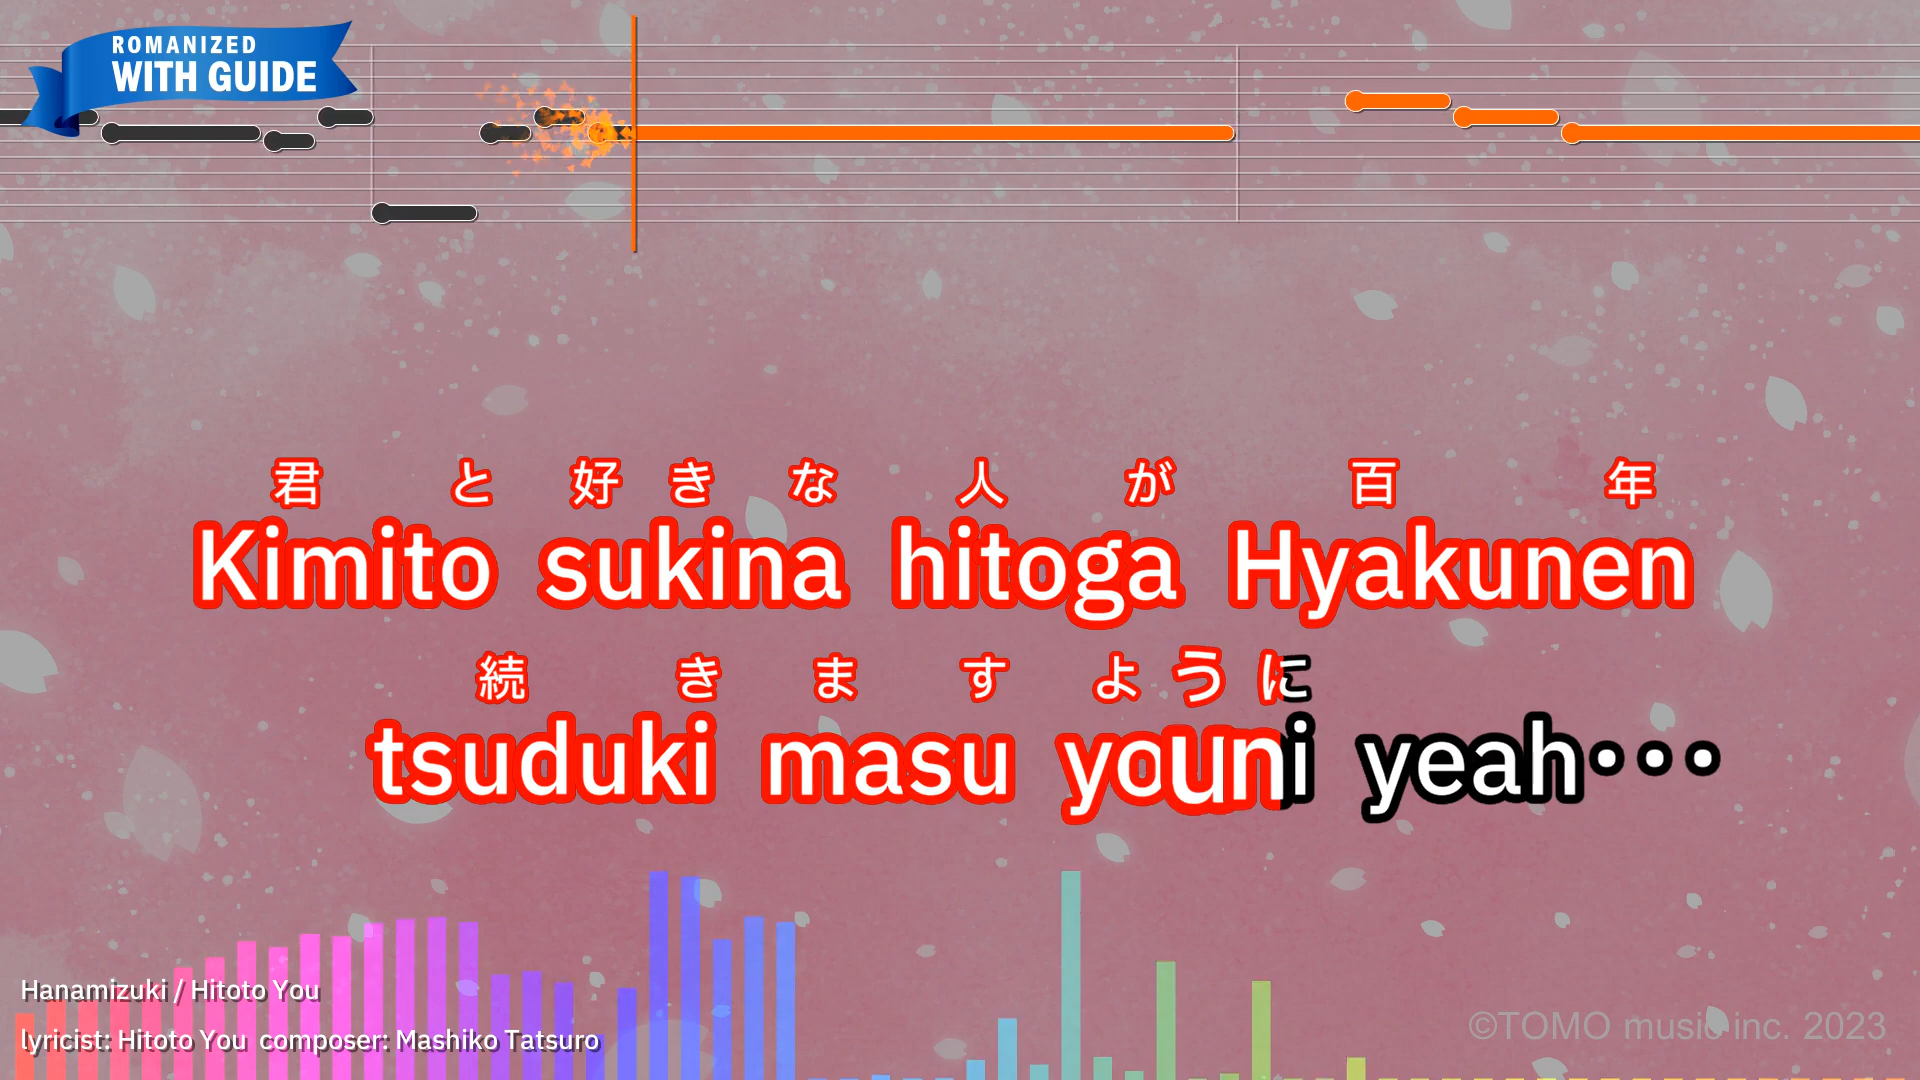 ROMANIZED
WITH GUIDE
君と好きな人が百年
Kimito sukina hitoga Hyakunen
続きますように
tsuduki masu youni yeah･･･
Hanamizuki / Hitoto You
lyricist: Hitoto You composer: Mashiko Tatsuro
©TOMO music inc. 2023